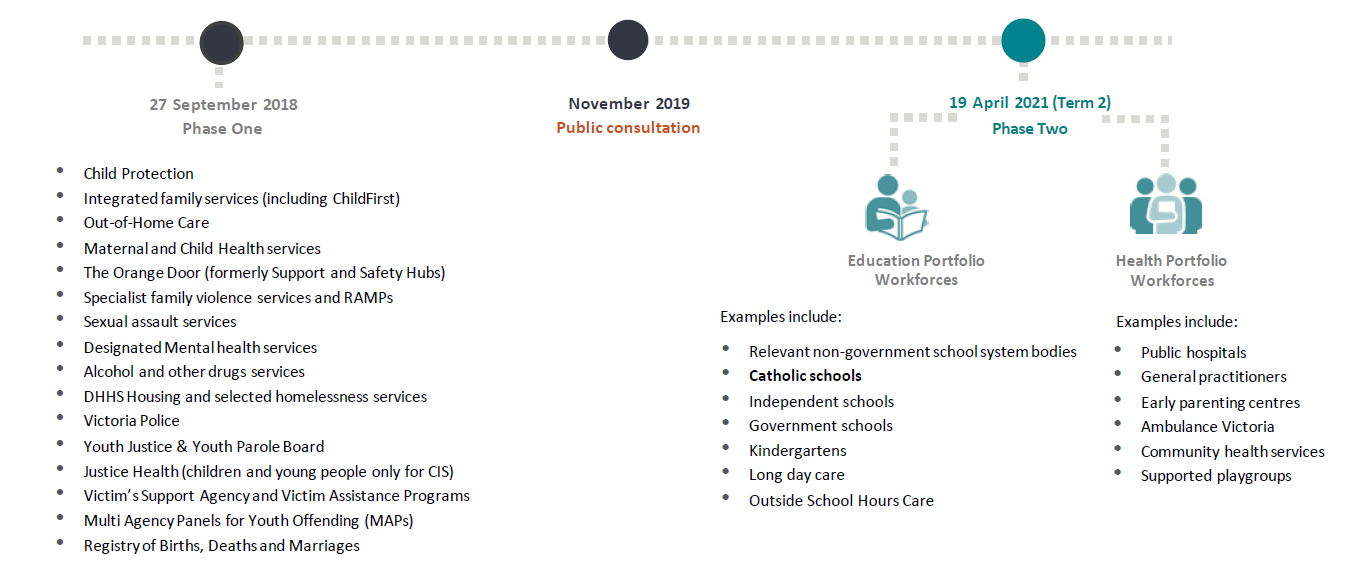 27 September 2018
Phase One
• Child Protection
• Integrated family services (including ChildFirst)
• Out-of-Home Care
• Maternal and Child Health services
• The Orange Door (formerly Support and Safety Hubs)
• Specialist family violence services and RAMPs
• Sexual assault services
• Designated Mental health services
• Alcohol and other drugs services
• DHHS Housing and selected homelessness services
• Victoria Police
• Youth Justice & Youth Parole Board
• Justice Health (children and young people only for CIS)
• Victim's Support Agency and Victim Assistance Programs
• Multi Agency Panels for Youth Offending (MAPs)
• Registry of Births, Deaths and Marriages
November 2019
Public consultation
19 April 2021 (Term 2)
Phase Two
Education Portfolio
Workforces
Examples include:
• Relevant non-government school system bodies
• Catholic schools
• Independent schools
• Government schools
• Kindergartens
• Long day care
• Outside School Hours Care
Health Portfolio
Workforces
Examples include:
• Public hospitals
• General practitioners
• Early parenting centres
• Ambulance Victoria
• Community health services
• Supported playgroups